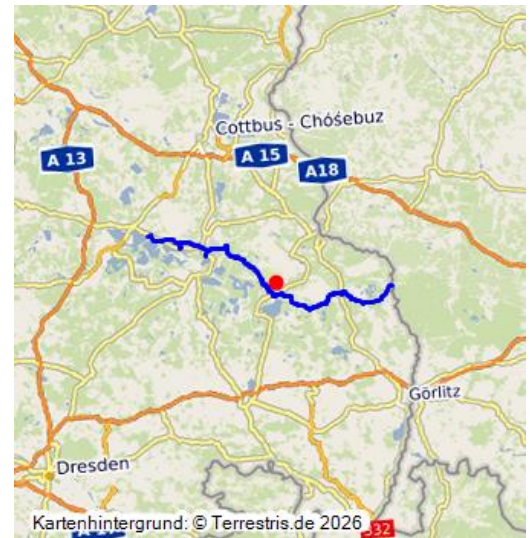 Cottbus - Chóśebuz
A 13
A 15
A18
Görlitz
Dresden
Kartenhintergrund: © Terrestris.de 2026